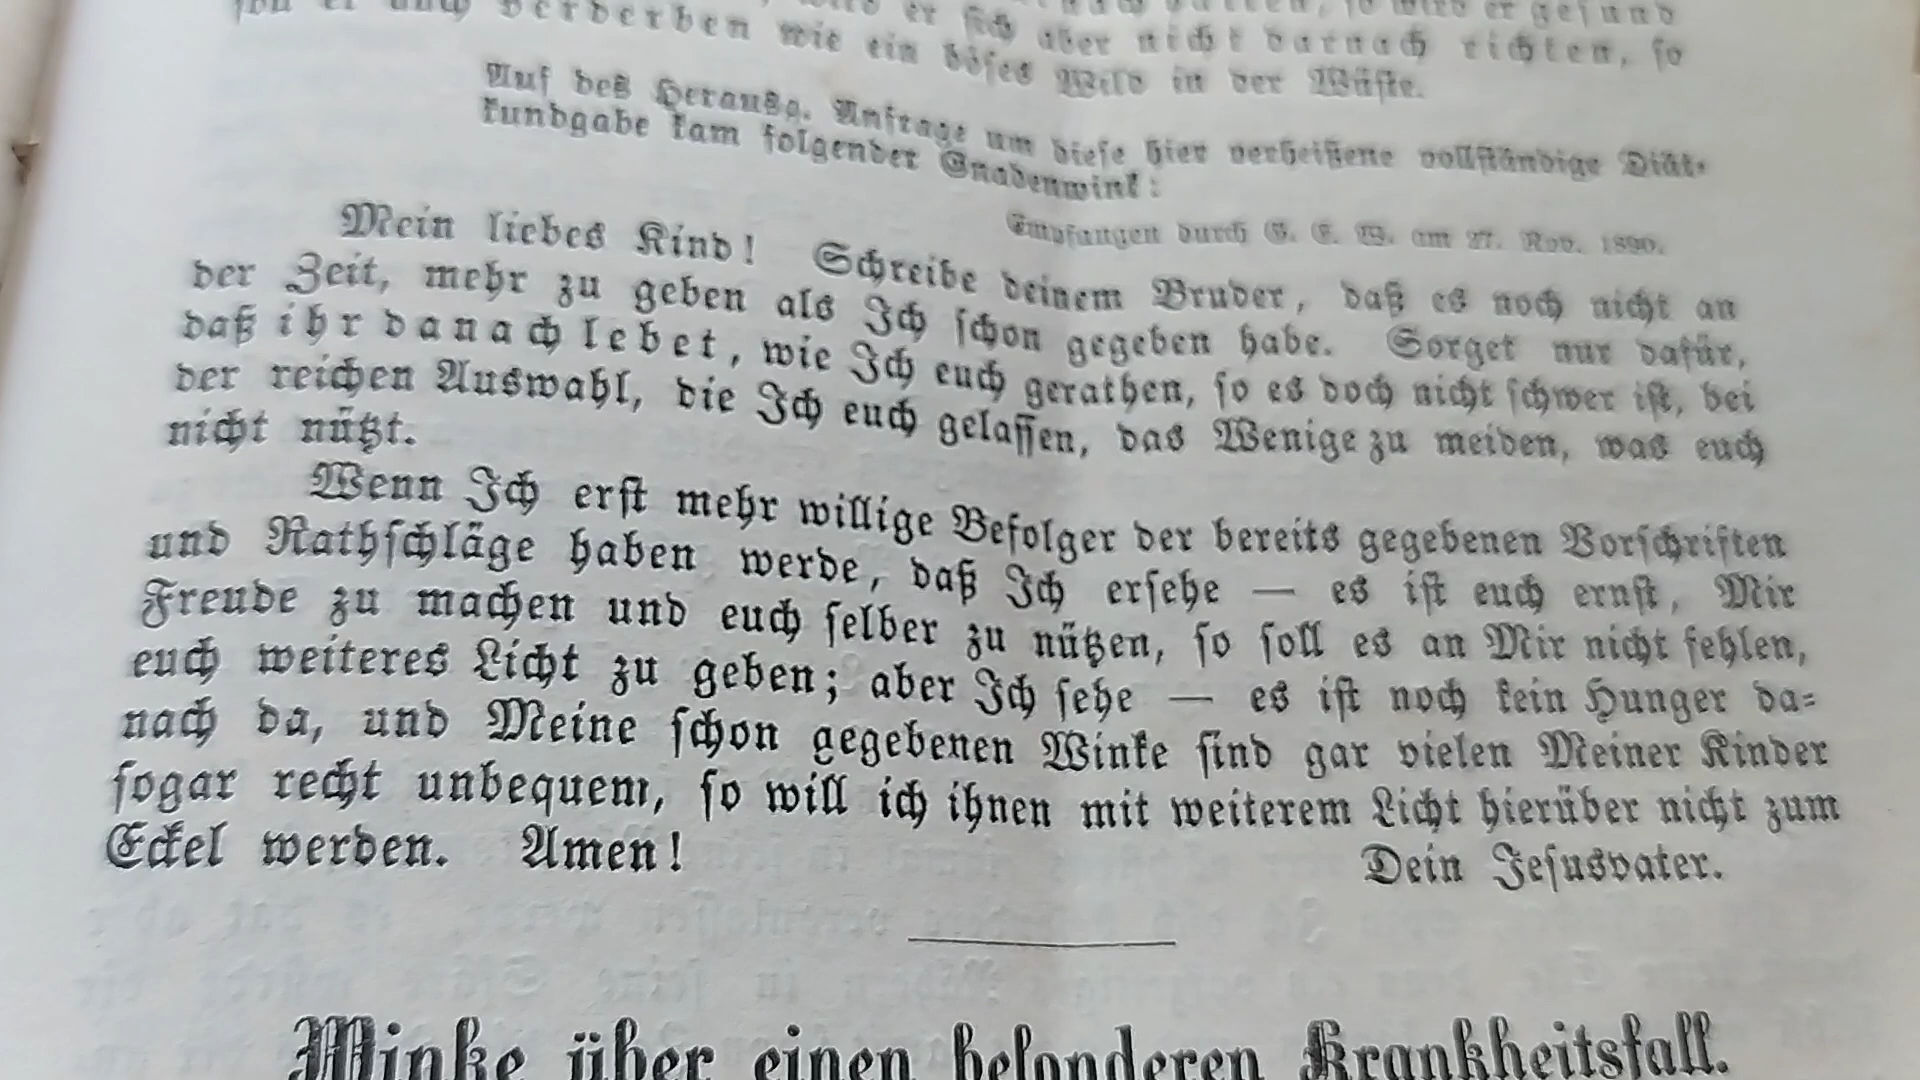 er und verderben wie ein böses Wild in der Wüste.
wird er sich aber nicht darnach richten, so
so wird er gesund
Auf des Herausg. Anfrage um diese hier verheißene vollständige Diät-
kundgabe kam folgender Gnadenwink:
Empfangen durch am 27. Nov. 1890.
Mein liebes Kind! Schreibe deinem Bruder, daß es noch nicht an
der Zeit, mehr zu geben als Ich schon gegeben habe. Sorget nur dafür,
daß ihr danach lebet, wie Ich euch gerathen, so es doch nicht schwer ist, bei
der reichen Auswahl, die Ich euch gelassen, das Wenige zu meiden, was euch
nicht nützt.
Wenn Ich erst mehr willige Befolger der bereits gegebenen Vorschriften
und Rathschläge haben werde, daß Ich ersehe — es ist euch ernst, Mir
Freude zu machen und euch selber zu nützen, so soll es an Mir nicht fehlen,
euch weiteres Licht zu geben; aber Ich sehe — es ist noch kein Hunger da=
nach da, und Meine schon gegebenen Winke sind gar vielen Meiner Kinder
sogar recht unbequem, so will ich ihnen mit weiterem Licht hierüber nicht zum
Eckel werden. Amen!
Dein Jesusvater.
Winke über einen besonderen Krankheitsfall.